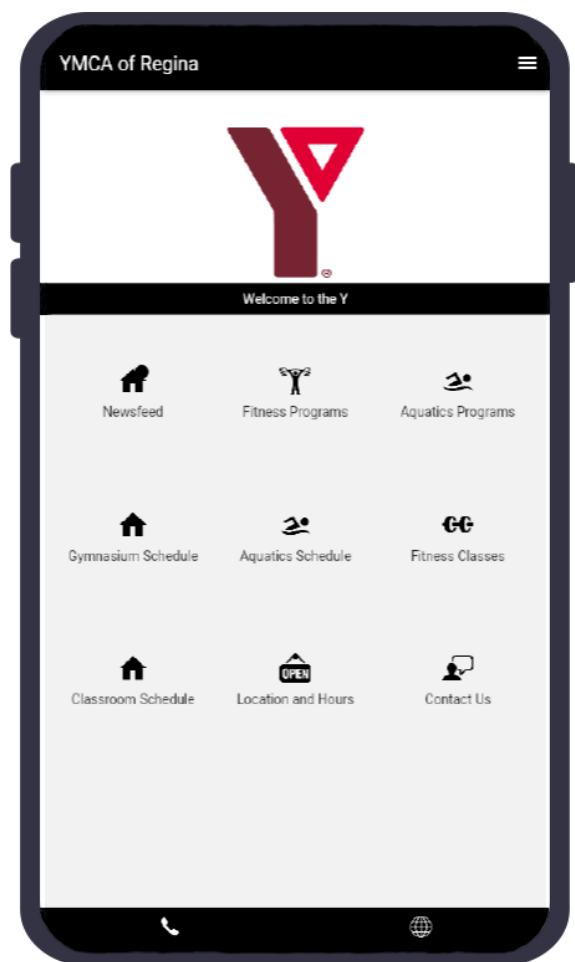 YMCA of Regina
Y
®
Welcome to the Y
Newsfeed
Fitness Programs
Aquatics Programs
Gymnasium Schedule
Aquatics Schedule
Fitness Classes
OPEN
Classroom Schedule
Location and Hours
Contact Us